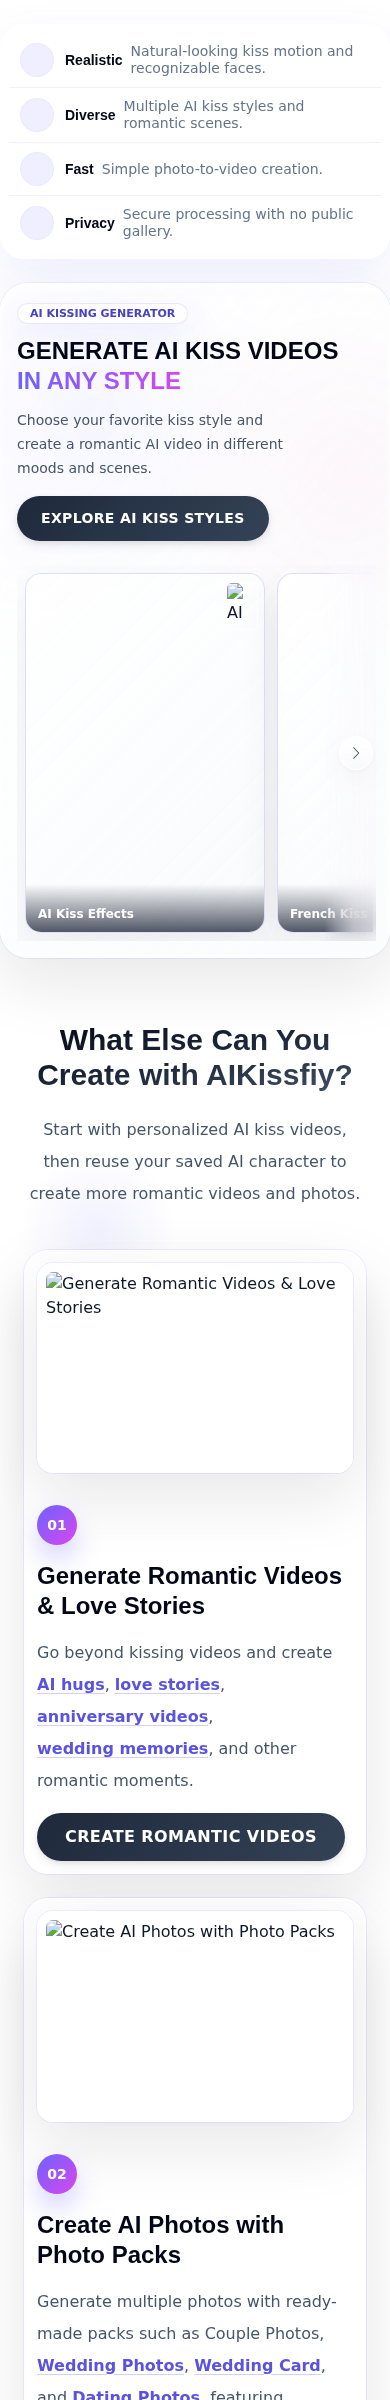 Realistic Natural-looking kiss motion and
recognizable faces.
Diverse Multiple AI kiss styles and
romantic scenes.
Fast Simple photo-to-video creation.
Privacy Secure processing with no public
gallery.
AI KISSING GENERATOR
GENERATE AI KISS VIDEOS
IN ANY STYLE
Choose your favorite kiss style and
create a romantic AI video in different
moods and scenes.
EXPLORE AI KISS STYLES
AI
AI Kiss Effects
French Kiss
What Else Can You
Create with AIKissfiy?
Start with personalized AI kiss videos,
then reuse your saved AI character to
create more romantic videos and photos.
Generate Romantic Videos & Love
Stories
01
Generate Romantic Videos
& Love Stories
Go beyond kissing videos and create
AI hugs, love stories,
anniversary videos,
wedding memories, and other
romantic moments.
CREATE ROMANTIC VIDEOS
Create AI Photos with Photo Packs
02
Create AI Photos with
Photo Packs
Generate multiple photos with ready-
made packs such as Couple Photos,
Wedding Photos, Wedding Card,
and Dating Photos, featuring